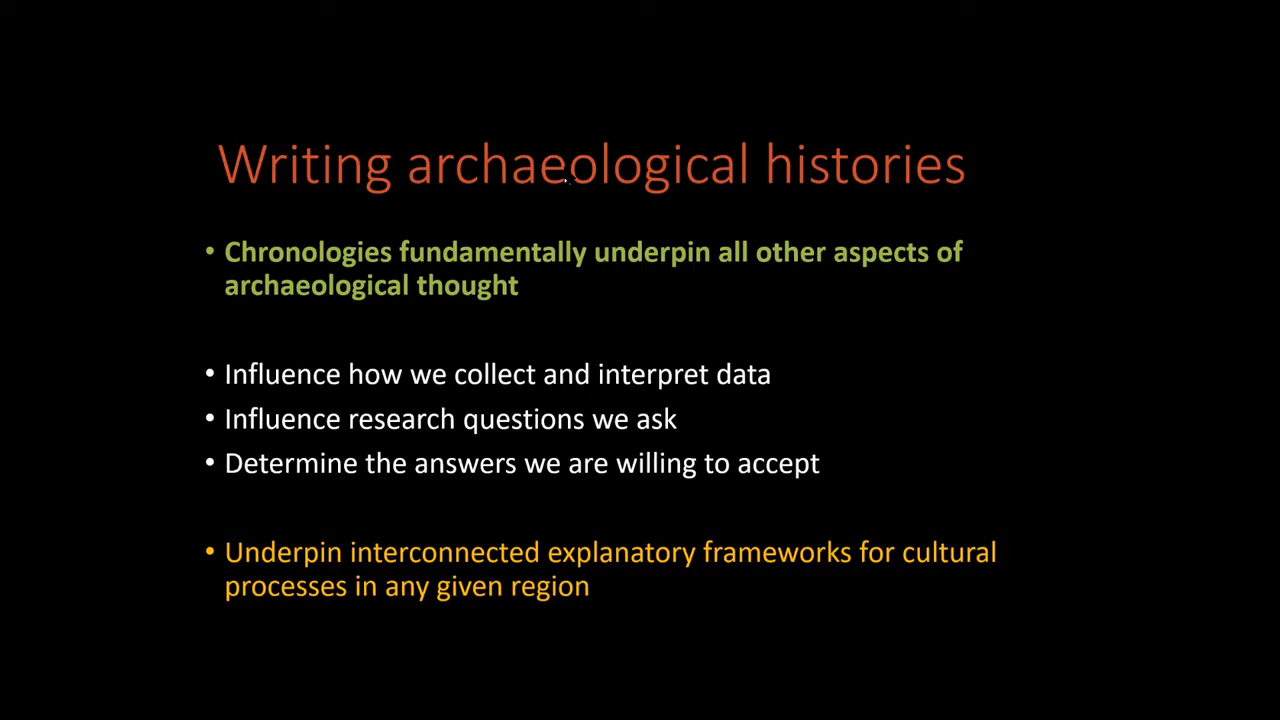 Writing archaeological histories
• Chronologies fundamentally underpin all other aspects of
archaeological thought
• Influence how we collect and interpret data
• Influence research questions we ask
• Determine the answers we are willing to accept
• Underpin interconnected explanatory frameworks for cultural
processes in any given region